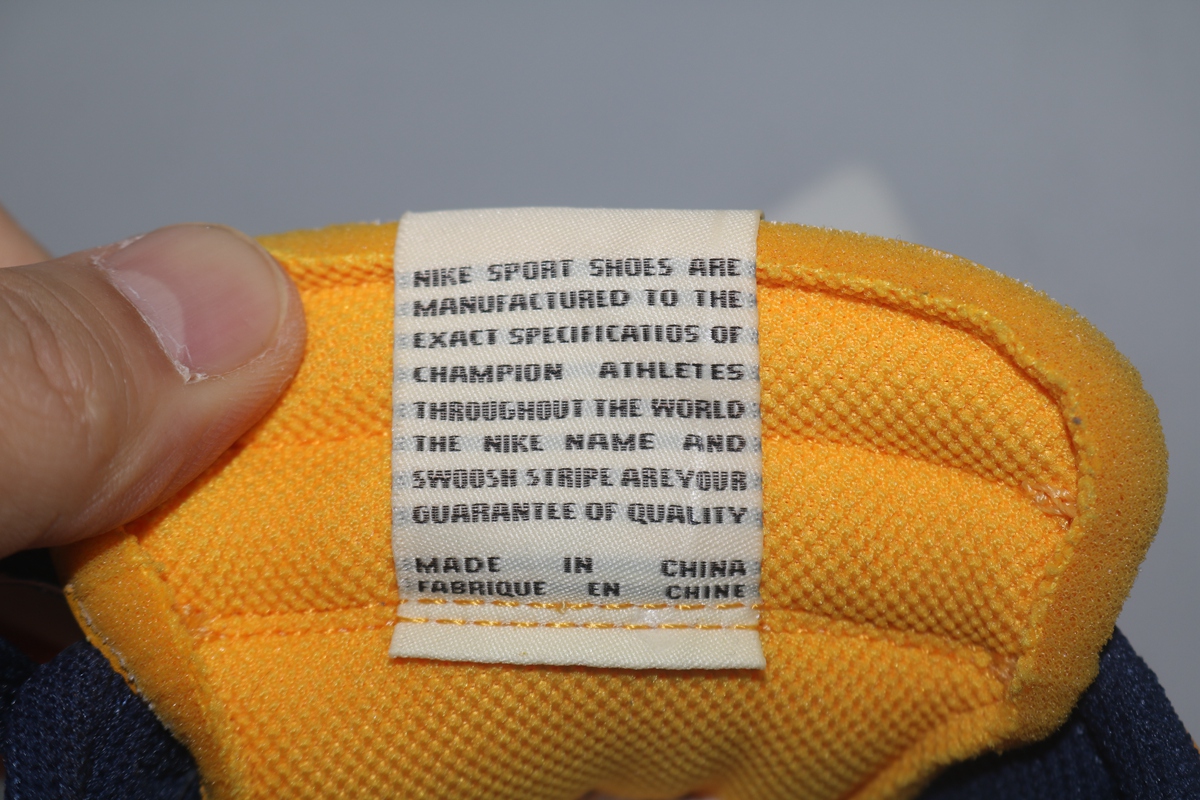 NIKE SPORT SHOES ARE
MANUFACTURED TO THE
EXACT SPECIFICATIOS OF
CHAMPION ATHLETES
THROUGHOUT THE WORLD
THE NIKE NAME AND
SWOOSH STRIPE AREYOUR
GUARANTEE OF QUALITY
MADE IN CHINA
FABRIQUE EN CHINE